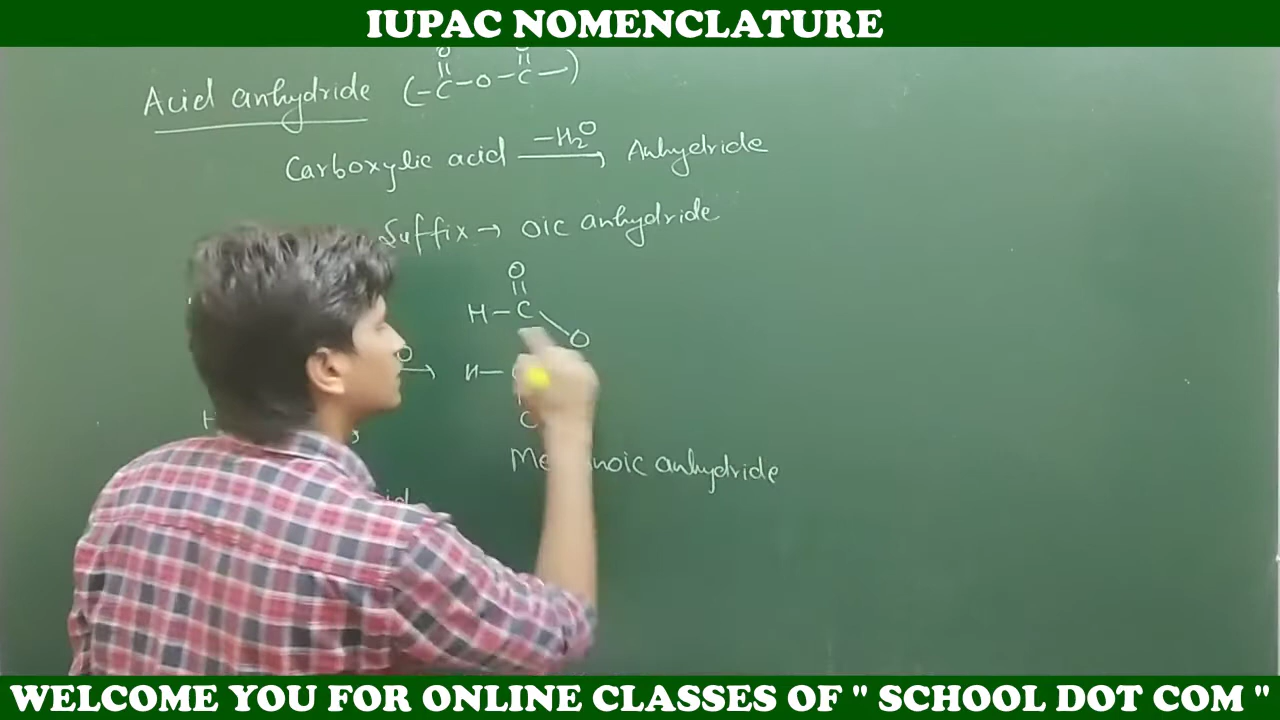 IUPAC NOMENCLATURE
Acid anhydride (-C-O-C-)
O O
Carboxylic acid -H2O → Anhydride
Suffix → oic anhydride
O
H-C
O
H-
C
H
anhydride
WELCOME YOU FOR ONLINE CLASSES OF " SCHOOL DOT COM "